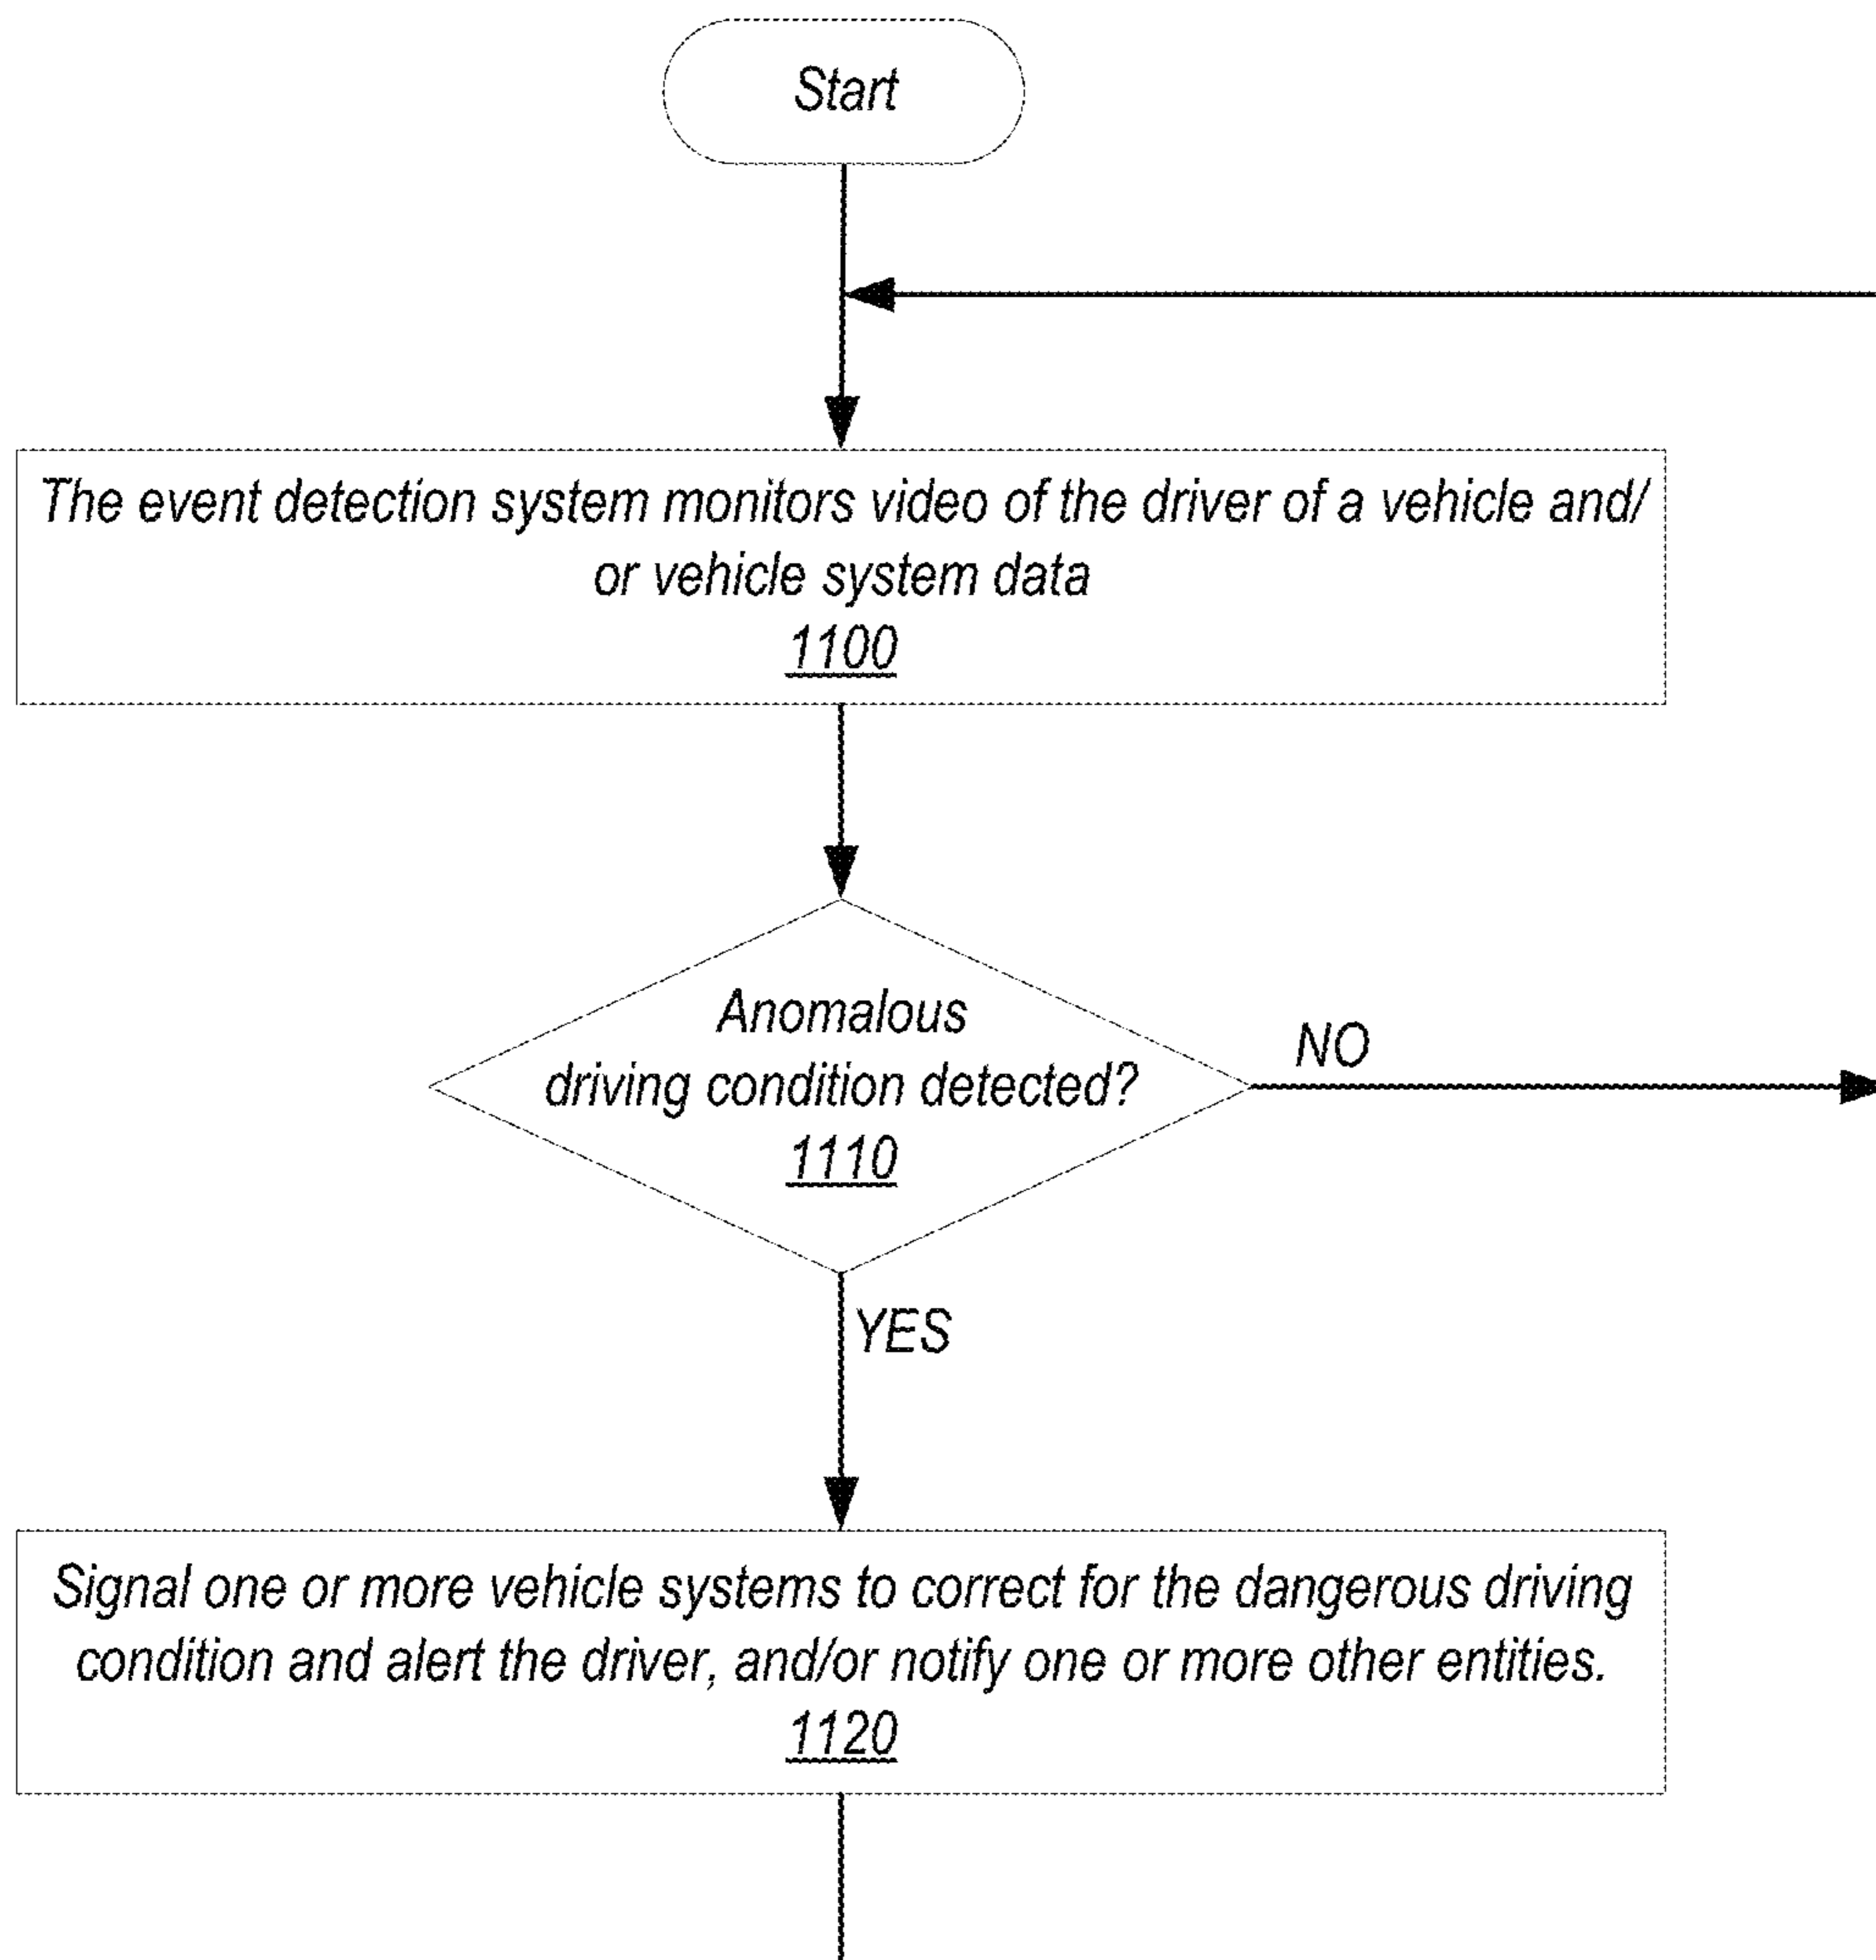 Start
The event detection system monitors video of the driver of a vehicle and/
or vehicle system data
1100
Anomalous
driving condition detected?
1110
NO
YES
Signal one or more vehicle systems to correct for the dangerous driving
condition and alert the driver, and/or notify one or more other entities.
1120